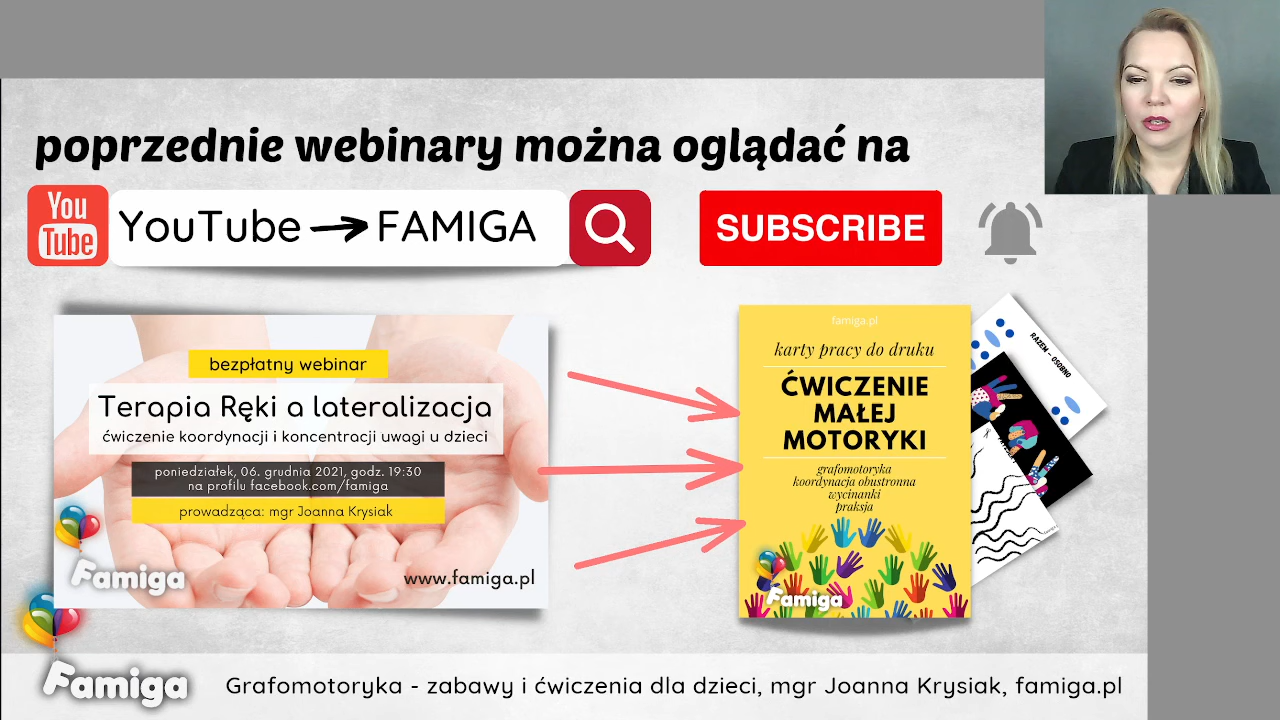 poprzednie webinary można oglądać na
You
Tube
YouTube → FAMIGA
SUBSCRIBE
bezpłatny webinar
Terapia Ręki a lateralizacja
ćwiczenie koordynacji i koncentracji uwagi u dzieci
poniedziałek, 06. grudnia 2021, godz. 19:30
na profilu facebook.com/famiga
prowadząca: mgr Joanna Krysiak
Famiga
www.famiga.pl
famiga.pl
karty pracy do druku
ĆWICZENIE
MAŁEJ
MOTORYKI
grafomotoryka
koordynacja obustronna
wycinanki
praksja
Famiga
RAZEM - OSOBNO
Famiga
Grafomotoryka - zabawy i ćwiczenia dla dzieci, mgr Joanna Krysiak, famiga.pl